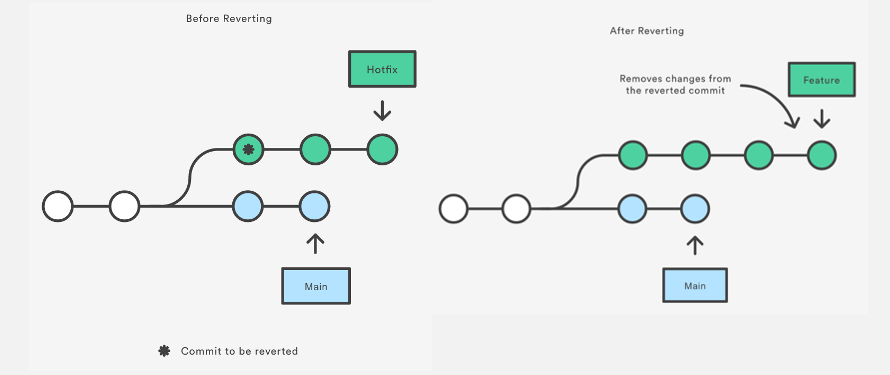 Before Reverting
Hotfix
Main
Commit to be reverted
After Reverting
Removes changes from
the reverted commit
Feature
Main